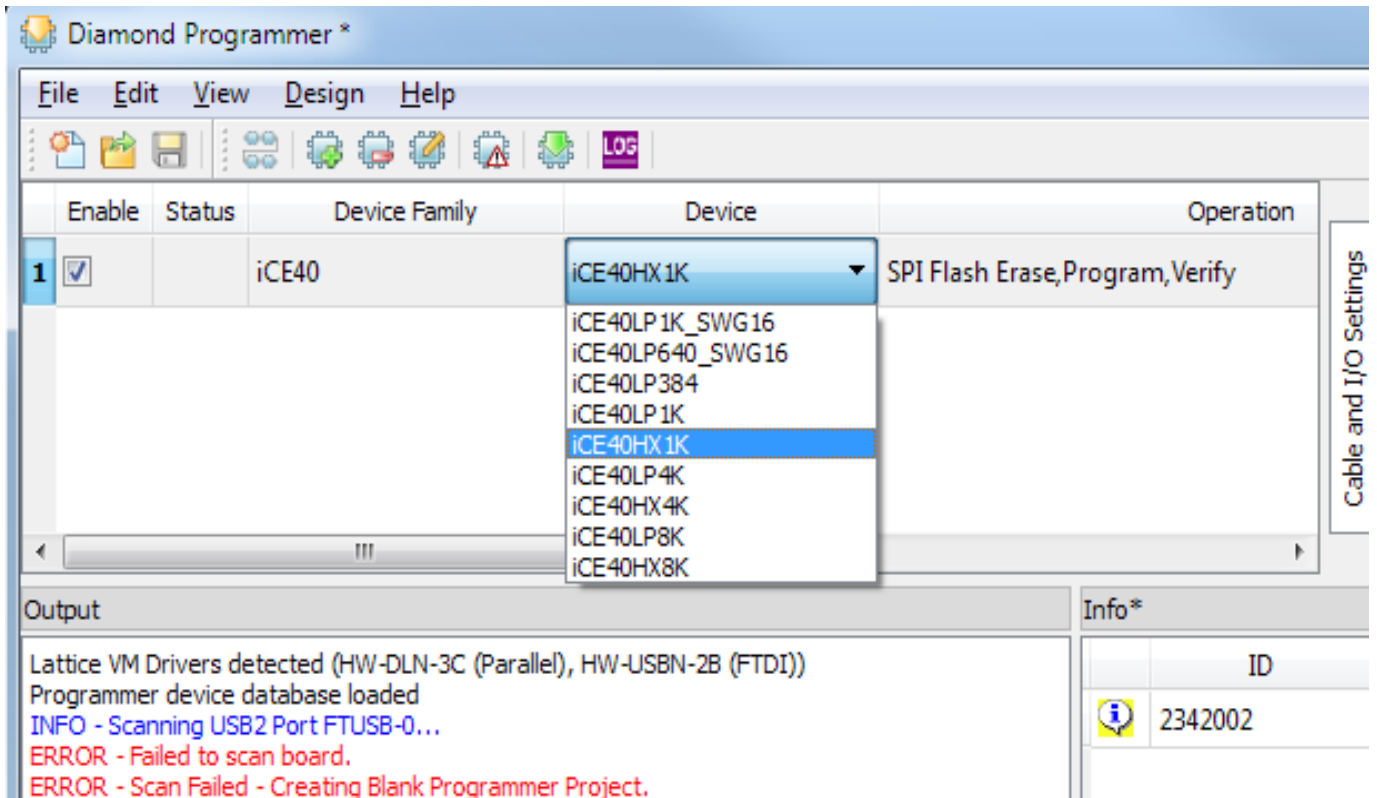 Diamond Programmer *
File Edit View Design Help
LOG
Enable Status Device Family Device Operation
1 iCE40 iCE40HX1K SPI Flash Erase,Program,Verify
iCE40LP1K_SWG16
iCE40LP640_SWG16
iCE40LP384
iCE40LP1K
iCE40HX1K
iCE40LP4K
iCE40HX4K
iCE40LP8K
iCE40HX8K
Cable and I/O Settings
Output
Lattice VM Drivers detected (HW-DLN-3C (Parallel), HW-USBN-2B (FTDI))
Programmer device database loaded
INFO - Scanning USB2 Port FTUSB-0...
ERROR - Failed to scan board.
ERROR - Scan Failed - Creating Blank Programmer Project.
Info*
ID
2342002